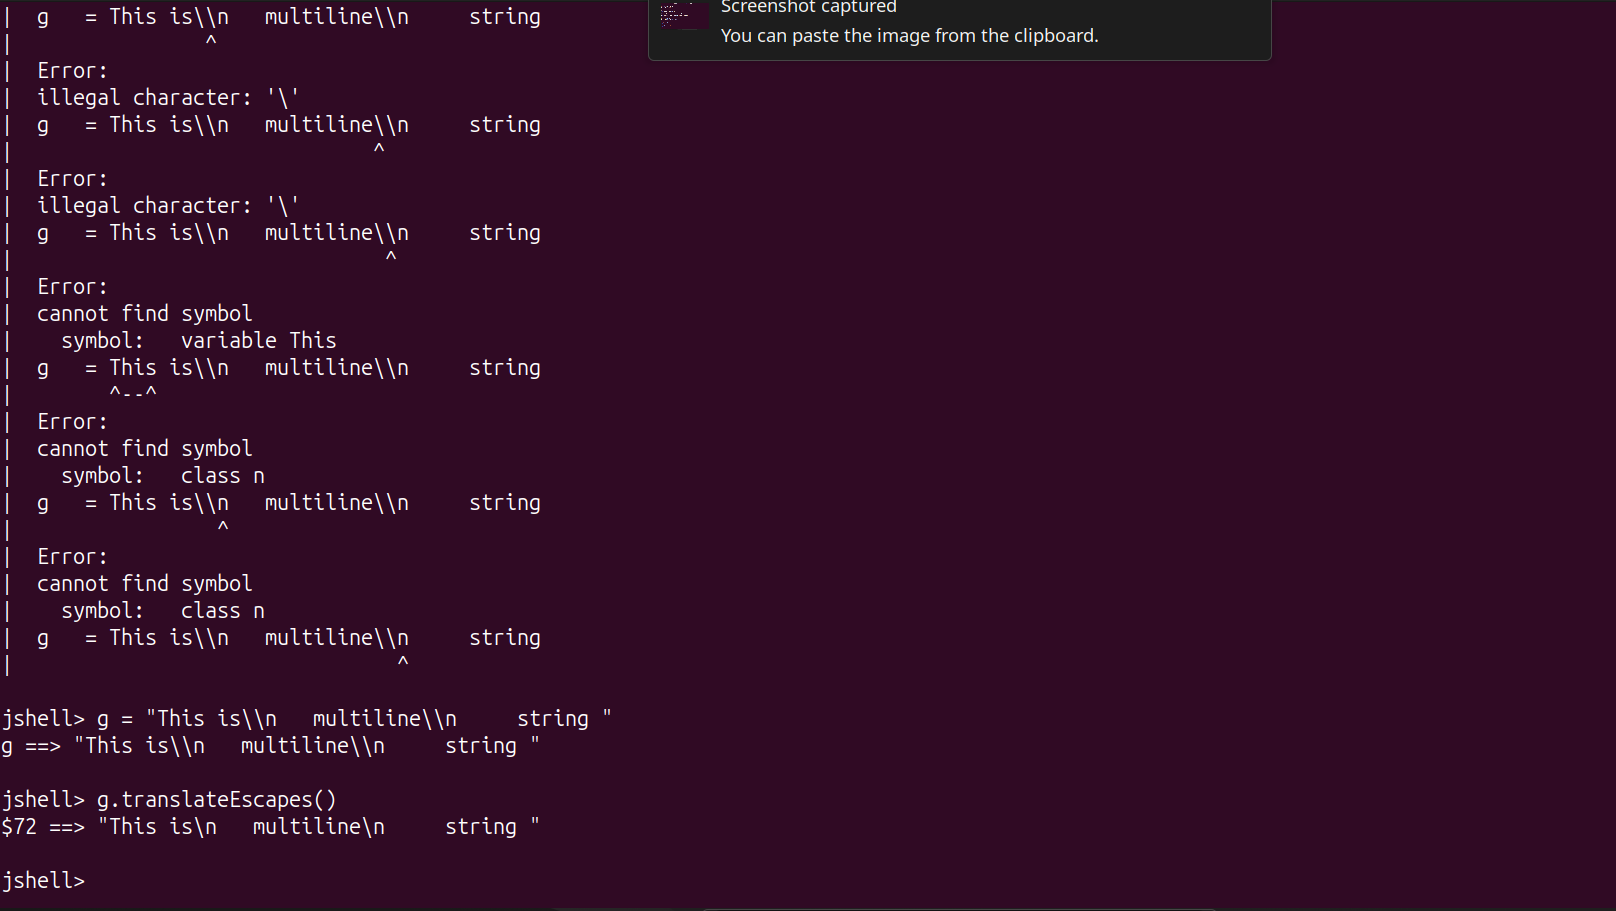 |  g   = This is\\n   multiline\\n     string
|                 ^
|  Error:
|  illegal character: '\'
|  g   = This is\\n   multiline\\n     string
|                               ^
|  Error:
|  illegal character: '\'
|  g   = This is\\n   multiline\\n     string
|                                ^
|  Error:
|  cannot find symbol
|    symbol:   variable This
|  g   = This is\\n   multiline\\n     string
|        ^--^
|  Error:
|  cannot find symbol
|    symbol:   class n
|  g   = This is\\n   multiline\\n     string
|                  ^
|  Error:
|  cannot find symbol
|    symbol:   class n
|  g   = This is\\n   multiline\\n     string
|                                 ^
jshell> g = "This is\\n   multiline\\n     string "
g ==> "This is\\n   multiline\\n     string "
jshell> g.translateEscapes()
$72 ==> "This is\n   multiline\n     string "
jshell>
Screenshot captured
You can paste the image from the clipboard.